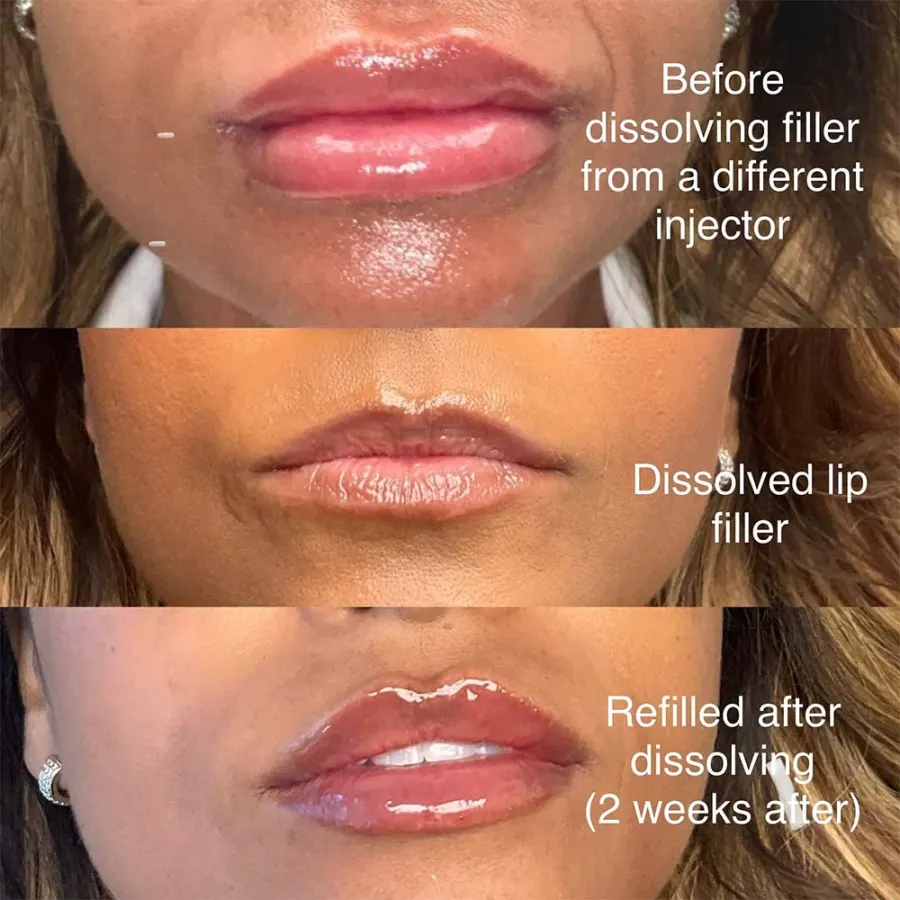 Before
dissolving filler
from a different
injector
Dissolved lip
filler
Refilled after
dissolving
(2 weeks after)